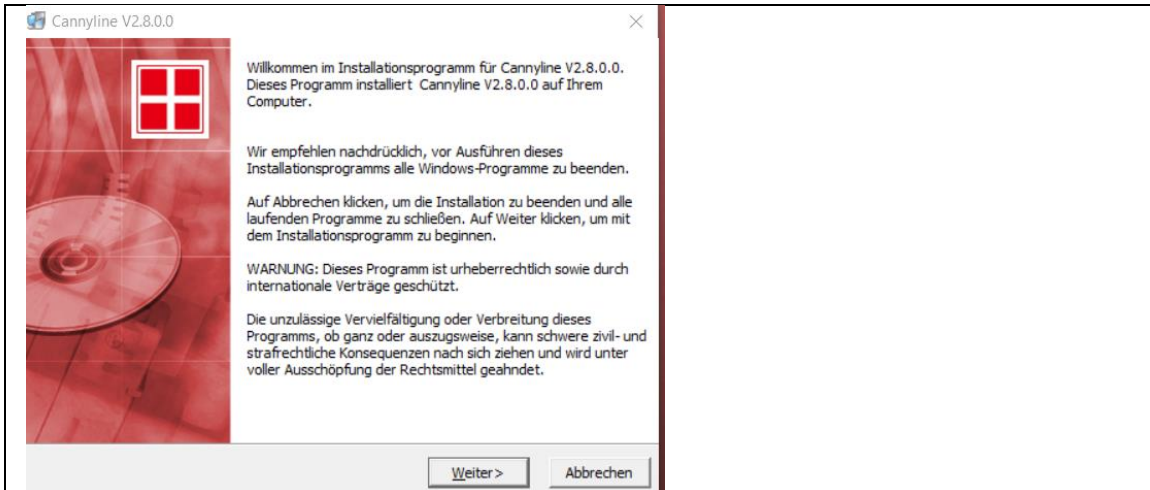 Cannyline V2.8.0.0
Willkommen im Installationsprogramm für Cannyline V2.8.0.0.
Dieses Programm installiert Cannyline V2.8.0.0 auf Ihrem
Computer.
Wir empfehlen nachdrücklich, vor Ausführen dieses
Installationsprogramms alle Windows-Programme zu beenden.
Auf Abbrechen klicken, um die Installation zu beenden und alle
laufenden Programme zu schließen. Auf Weiter klicken, um mit
dem Installationsprogramm zu beginnen.
WARNUNG: Dieses Programm ist urheberrechtlich sowie durch
internationale Verträge geschützt.
Die unzulässige Vervielfältigung oder Verbreitung dieses
Programms, ob ganz oder auszugsweise, kann schwere zivil- und
strafrechtliche Konsequenzen nach sich ziehen und wird unter
voller Ausschöpfung der Rechtsmittel geahndet.
Weiter> Abbrechen